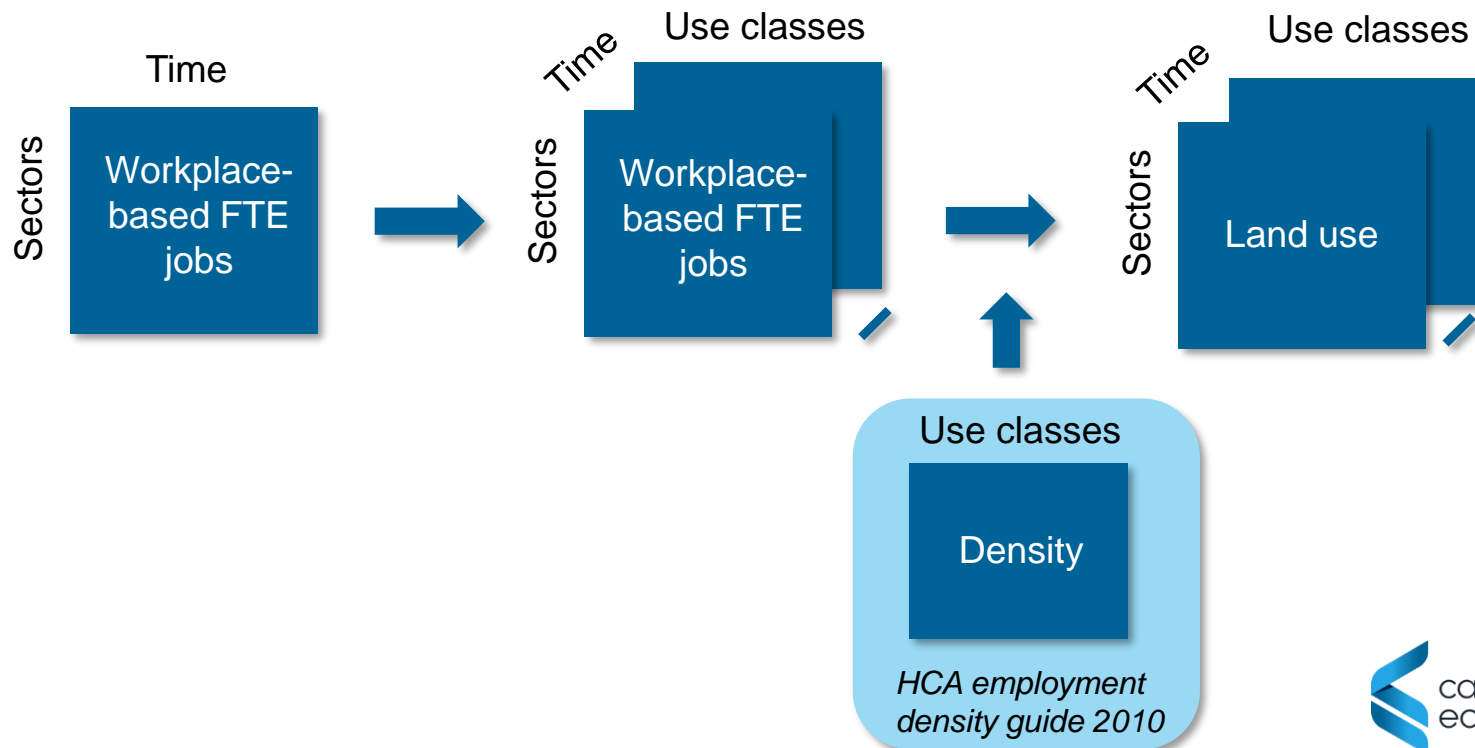 Time
Sectors
Workplace-
based FTE
jobs
Time
Use classes
Sectors
Workplace-
based FTE
jobs
Time
Use classes
Sectors
Land use
Use classes
Density
HCA employment
density guide 2010